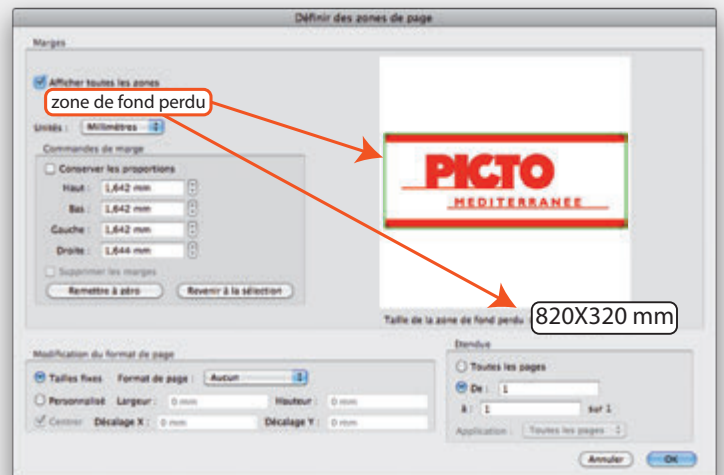 Définir des zones de page
Marges
Afficher toutes les zones
zone de fond perdu
Unités : Millimètres
Commandes de marge
Conserver les proportions
Haut : 1,642 mm
Bas : 1,642 mm
Gauche : 1,642 mm
Droite : 1,644 mm
Supprimer les marges
Remettre à zéro Revenir à la sélection
PICTO
MEDITERRANEE
Taille de la zone de fond perdu 820X320 mm
Modification du format de page
Tailles fixes Format de page : Aucun
Personnalisé Largeur : 0 mm Hauteur : 0 mm
Centrer Décalage X : 0 mm Décalage Y : 0 mm
Etendue
Toutes les pages
De : 1
à : 1 sur 1
Application : Toutes les pages
Annuler OK